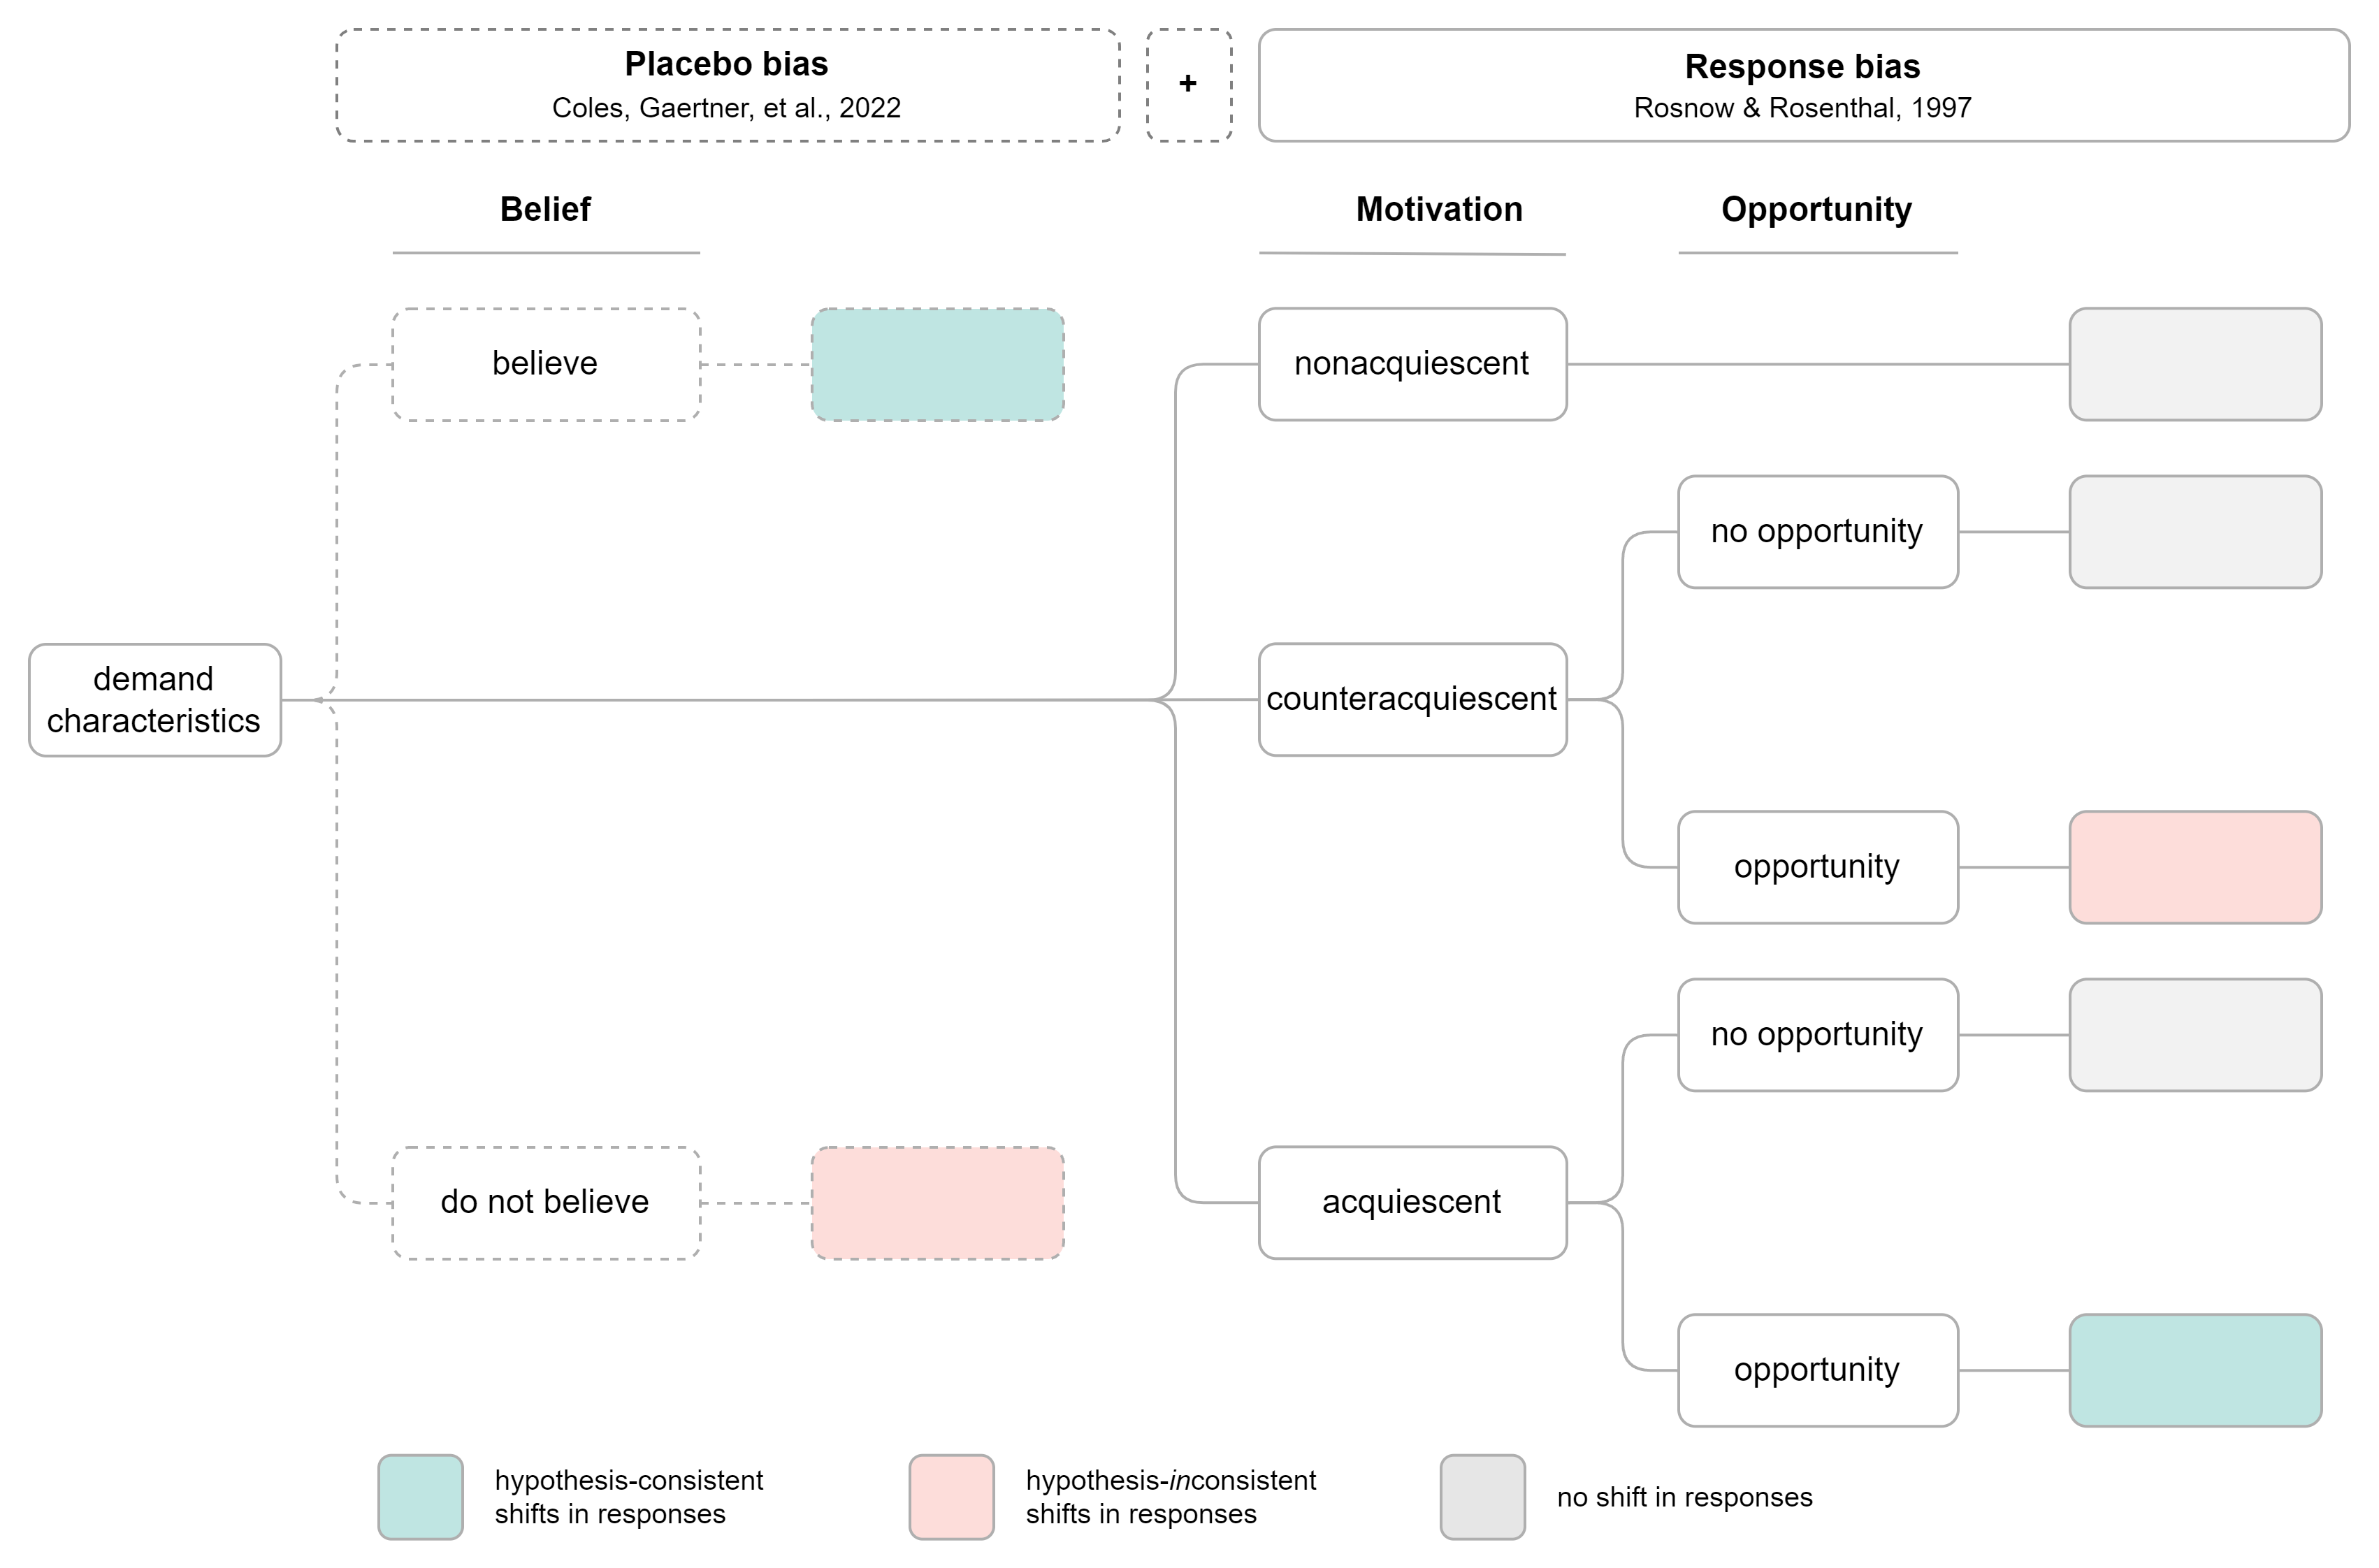 Placebo bias
Coles, Gaertner, et al., 2022
+
Response bias
Rosnow & Rosenthal, 1997
Belief
Motivation
Opportunity
believe
nonacquiescent
no opportunity
demand
characteristics
counteracquiescent
opportunity
no opportunity
do not believe
acquiescent
opportunity
hypothesis-consistent
shifts in responses
hypothesis-inconsistent
shifts in responses
no shift in responses